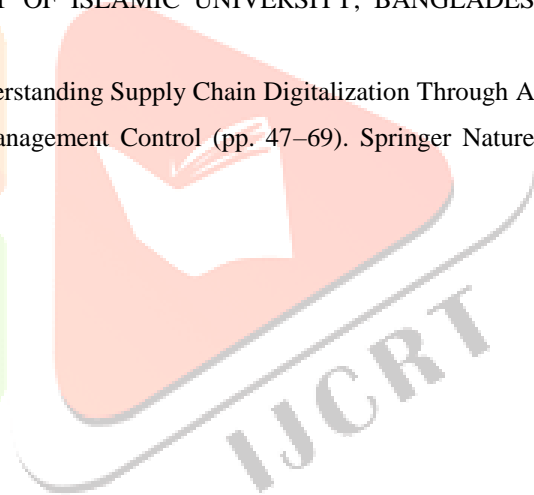 OF ISLAMIC UNIVERSITY, BANGLADES
erstanding Supply Chain Digitalization Through A
anagement Control (pp. 47–69). Springer Nature
IJCRT